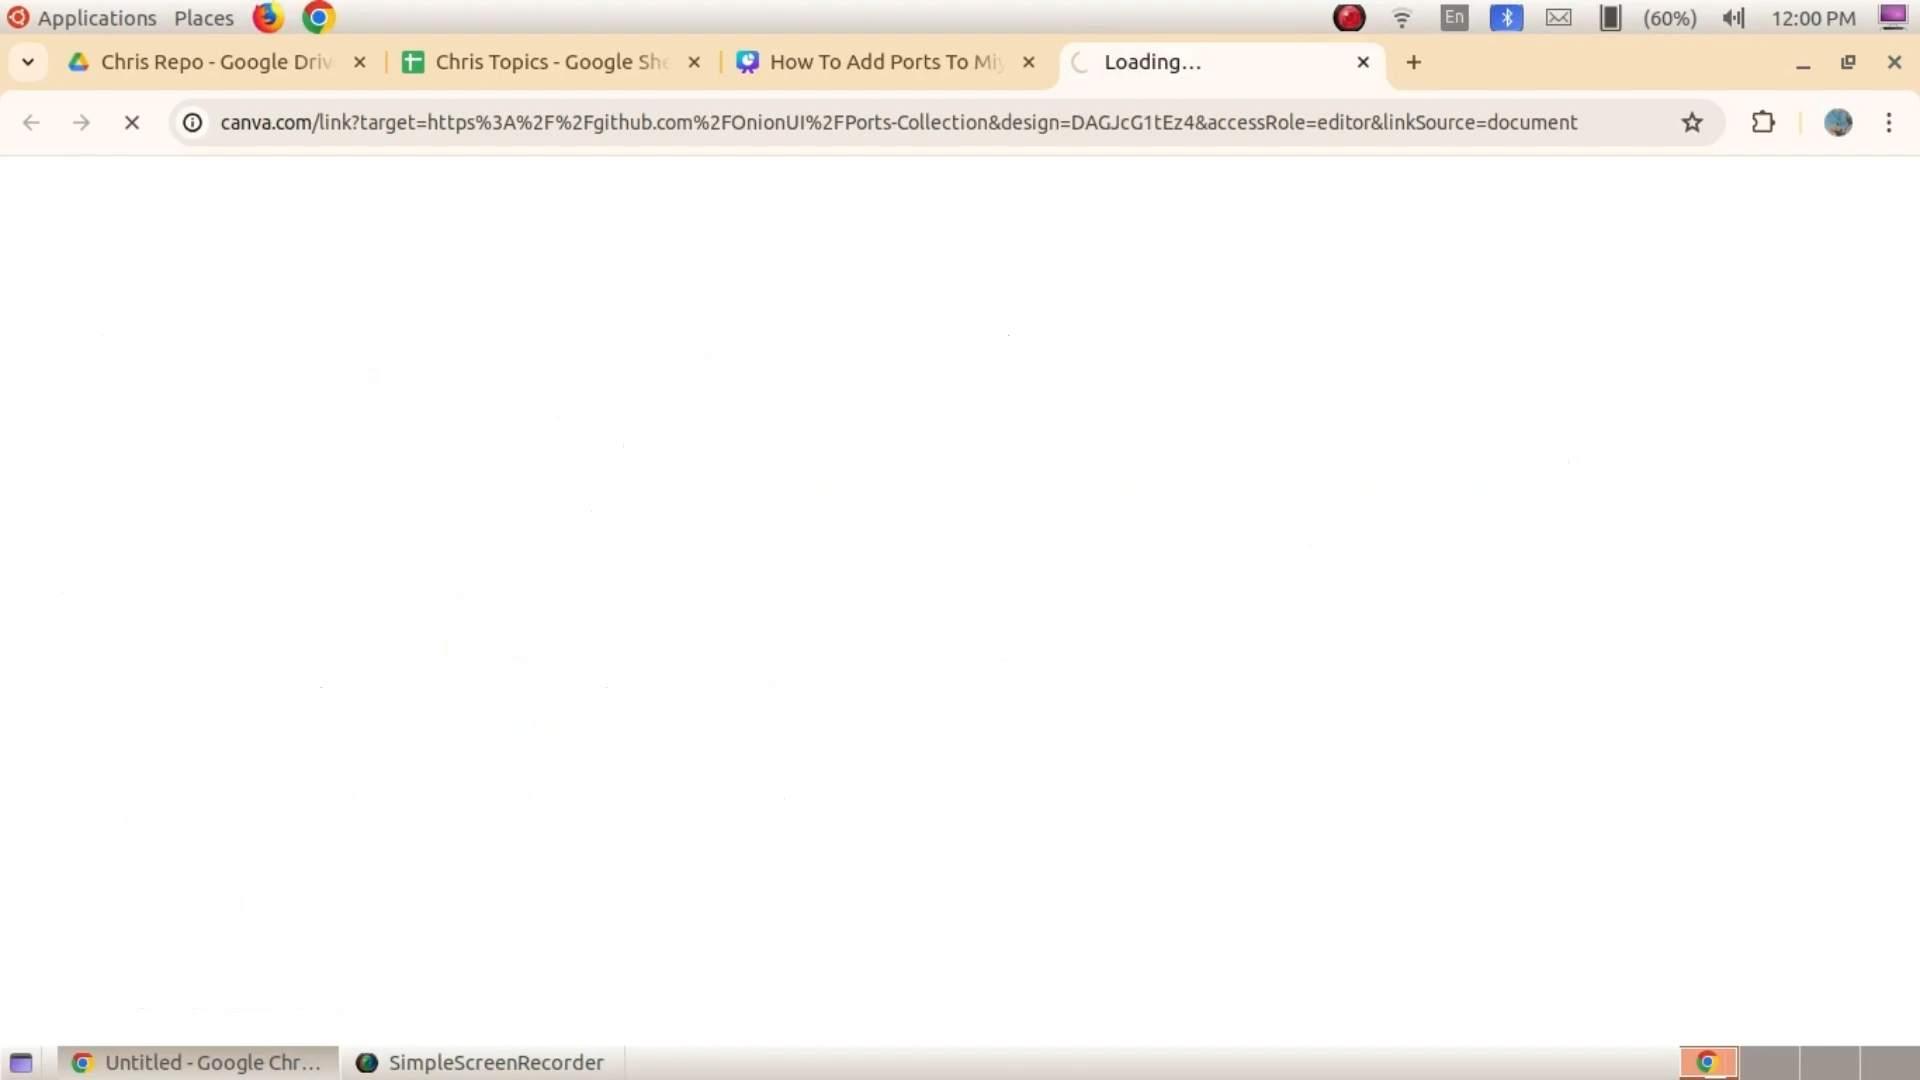 Applications Places En (60%) 12:00 PM
Chris Repo - Google Driv Chris Topics - Google She How To Add Ports To Miy Loading...
canva.com/link?target=https%3A%2F%2Fgithub.com%2FOnionUI%2FPorts-Collection&design=DAGJcG1tEz4&accessRole=editor&linkSource=document
Untitled - Google Chr... SimpleScreenRecorder